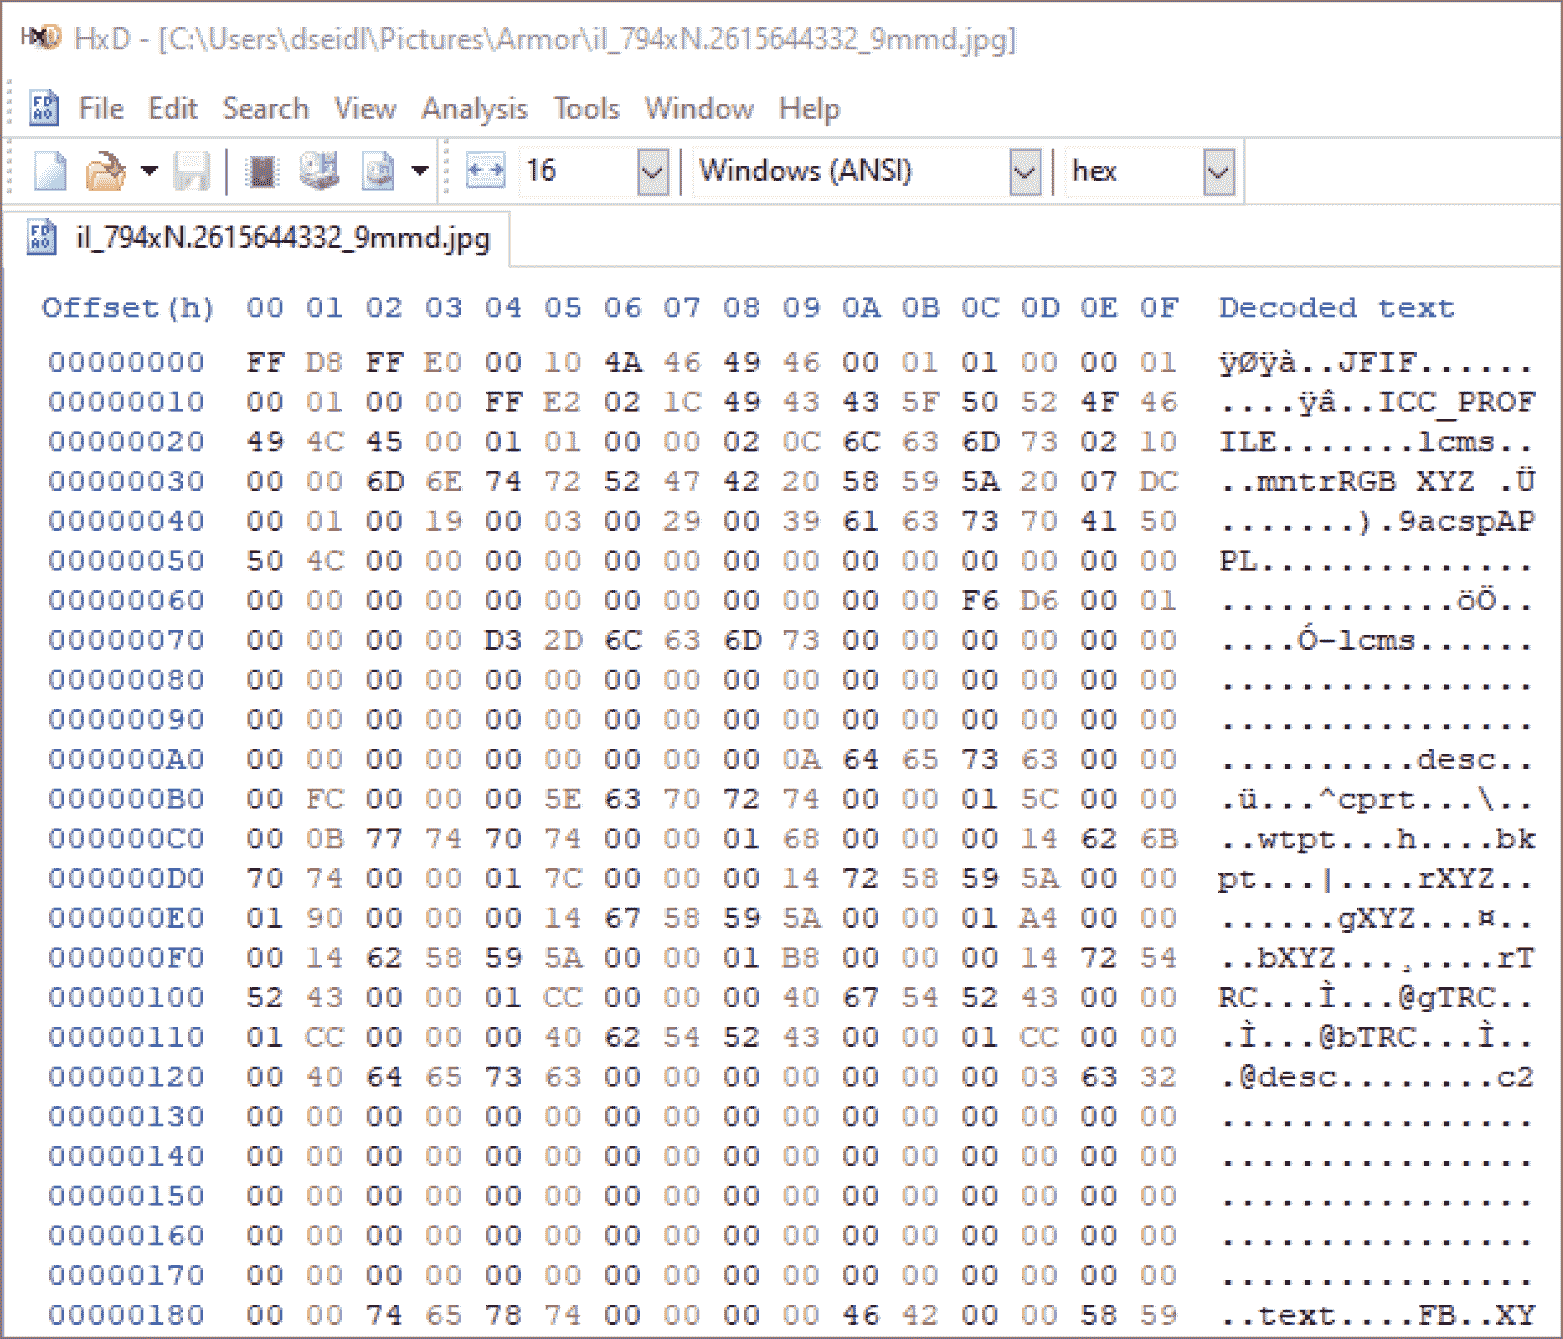 HxD - [C:\Users\dseidl\Pictures\Armor\il_794xN.2615644332_9mmd.jpg]
File Edit Search View Analysis Tools Window Help
16 Windows (ANSI) hex
il_794xN.2615644332_9mmd.jpg
Offset(h) 00 01 02 03 04 05 06 07 08 09 0A 0B 0C 0D 0E 0F Decoded text
00000000 FF D8 FF E0 00 10 4A 46 49 46 00 01 01 00 00 01 ÿØÿà..JFIF......
00000010 00 01 00 00 FF E2 02 1C 49 43 43 5F 50 52 4F 46 ....ÿâ..ICC_PROF
00000020 49 4C 45 00 01 01 00 00 02 0C 6C 63 6D 73 02 10 ILE.......lcms..
00000030 00 00 6D 6E 74 72 52 47 42 20 58 59 5A 20 07 DC ..mntrRGB XYZ .Ü
00000040 00 01 00 19 00 03 00 29 00 39 61 63 73 70 41 50 .......).9acspAP
00000050 50 4C 00 00 00 00 00 00 00 00 00 00 00 00 00 00 PL..............
00000060 00 00 00 00 00 00 00 00 00 00 00 00 F6 D6 00 01 ............öÖ..
00000070 00 00 00 00 D3 2D 6C 63 6D 73 00 00 00 00 00 00 ....Ó-lcms......
00000080 00 00 00 00 00 00 00 00 00 00 00 00 00 00 00 00 ................
00000090 00 00 00 00 00 00 00 00 00 00 00 00 00 00 00 00 ................
000000A0 00 00 00 00 00 00 00 00 00 0A 64 65 73 63 00 00 ..........desc..
000000B0 00 FC 00 00 00 5E 63 70 72 74 00 00 01 5C 00 00 .ü...^cprt...\..
000000C0 00 0B 77 74 70 74 00 00 01 68 00 00 00 14 62 6B ..wtpt...h....bk
000000D0 70 74 00 00 01 7C 00 00 00 14 72 58 59 5A 00 00 pt...|....rXYZ..
000000E0 01 90 00 00 00 14 67 58 59 5A 00 00 01 A4 00 00 ......gXYZ...¤..
000000F0 00 14 62 58 59 5A 00 00 01 B8 00 00 00 14 72 54 ..bXYZ...¸....rT
00000100 52 43 00 00 01 CC 00 00 00 40 67 54 52 43 00 00 RC...Ì...@gTRC..
00000110 01 CC 00 00 00 40 62 54 52 43 00 00 01 CC 00 00 .Ì...@bTRC...Ì..
00000120 00 40 64 65 73 63 00 00 00 00 00 00 00 03 63 32 .@desc........c2
00000130 00 00 00 00 00 00 00 00 00 00 00 00 00 00 00 00 ................
00000140 00 00 00 00 00 00 00 00 00 00 00 00 00 00 00 00 ................
00000150 00 00 00 00 00 00 00 00 00 00 00 00 00 00 00 00 ................
00000160 00 00 00 00 00 00 00 00 00 00 00 00 00 00 00 00 ................
00000170 00 00 00 00 00 00 00 00 00 00 00 00 00 00 00 00 ................
00000180 00 00 74 65 78 74 00 00 00 00 46 42 00 00 58 59 ..text....FB..XY